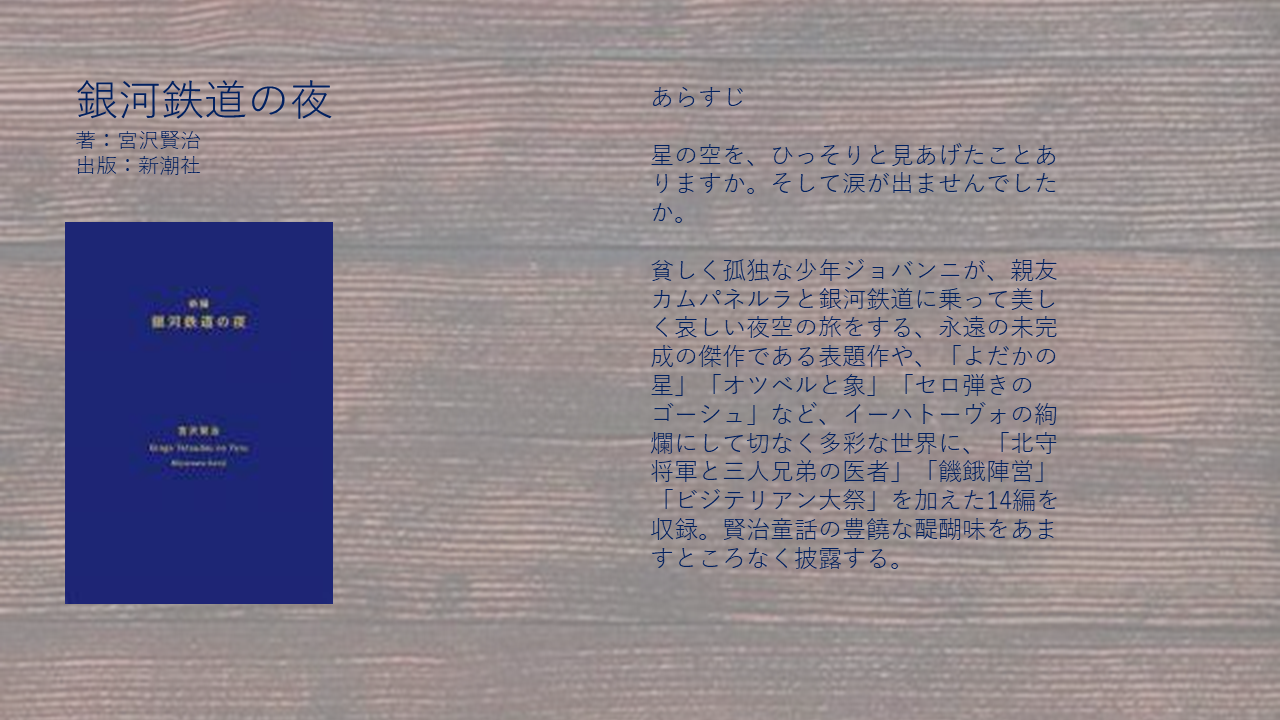 銀河鉄道の夜
著：宮沢賢治
出版：新潮社
新編
銀河鉄道の夜
宮沢賢治
Ginga Tetsudou no Yoru
Miyazawa Kenji
あらすじ
星の空を、ひっそりと見あげたことあ
りますか。そして涙が出ませんでした
か。
貧しく孤独な少年ジョバンニが、親友
カムパネルラと銀河鉄道に乗って美し
く哀しい夜空の旅をする、永遠の未完
成の傑作である表題作や、「よだかの
星」「オツベルと象」「セロ弾きの
ゴーシュ」など、イーハトーヴォの絢
爛にして切なく多彩な世界に、「北守
将軍と三人兄弟の医者」「饑餓陣営」
「ビジテリアン大祭」を加えた14編を
収録。賢治童話の豊饒な醍醐味をあま
すところなく披露する。